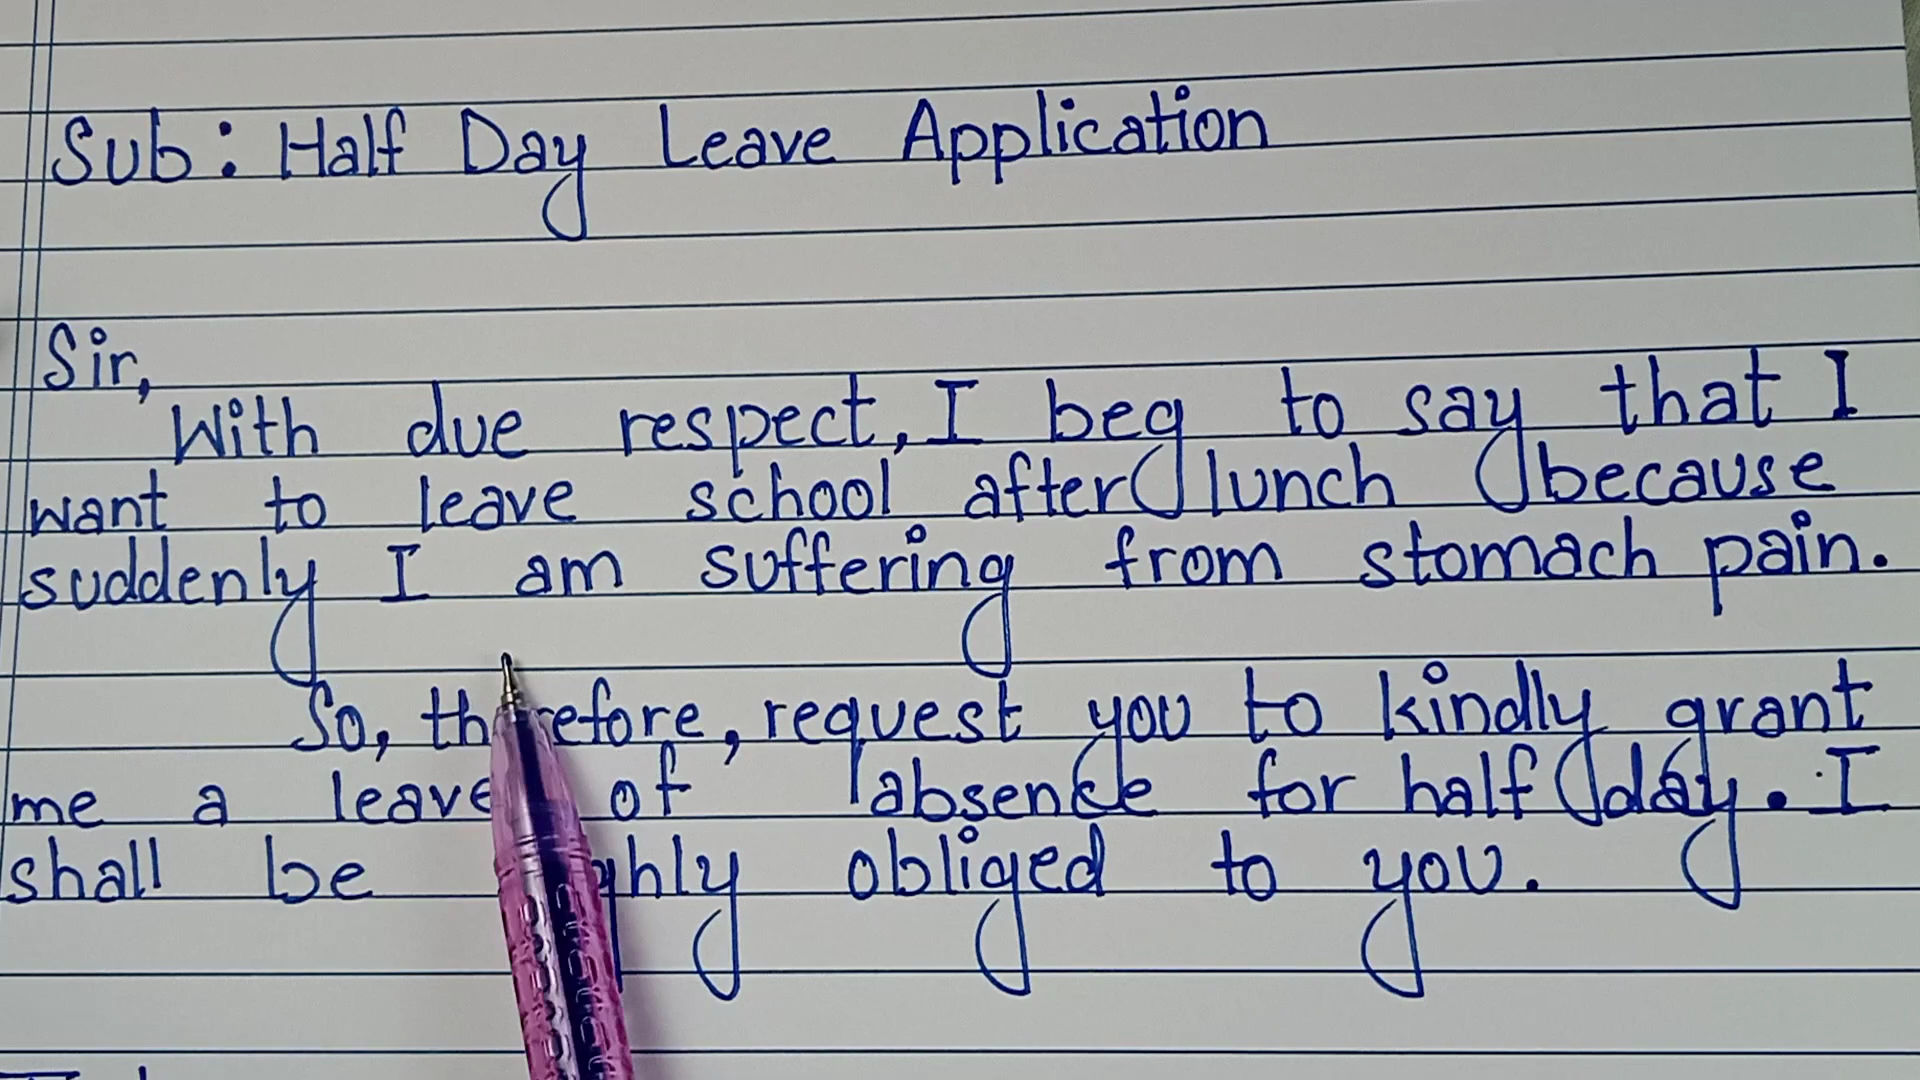 Sub: Half Day Leave Application
Sir,
With due respect, I beg to say that I
want to leave school after lunch because
suddenly I am suffering from stomach pain.
So, therefore, request you to kindly grant
me a leave of absence for half day. I
shall be obliged to you.